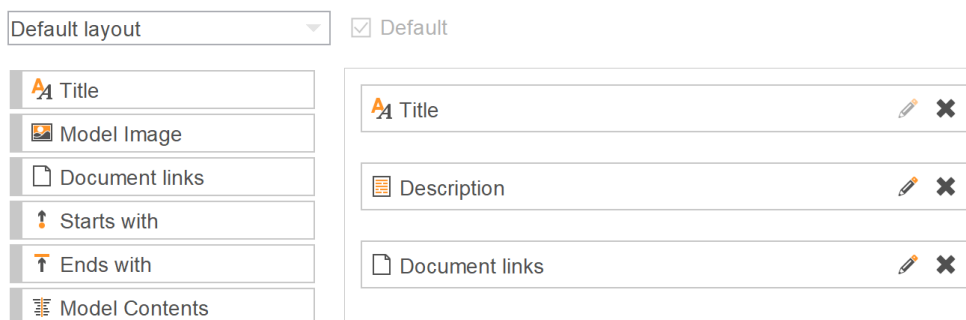 Default layout
Default
Title
Model Image
Document links
Starts with
Ends with
Model Contents
Title
Description
Document links